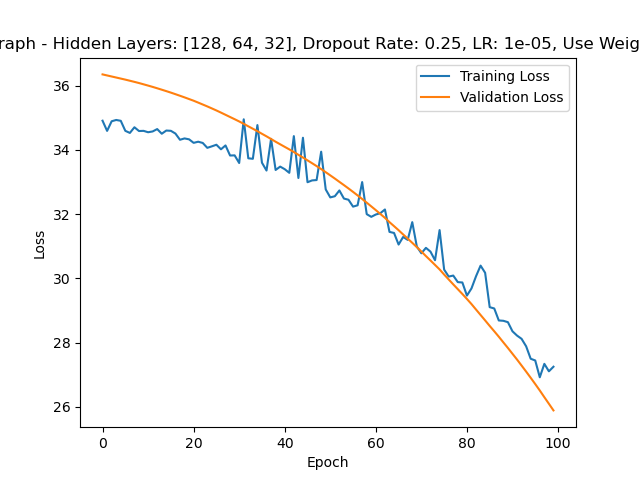 raph - Hidden Layers: [128, 64, 32], Dropout Rate: 0.25, LR: 1e-05, Use Weig
Training Loss
Validation Loss
36
34
32
30
28
26
Loss
0 20 40 60 80 100
Epoch